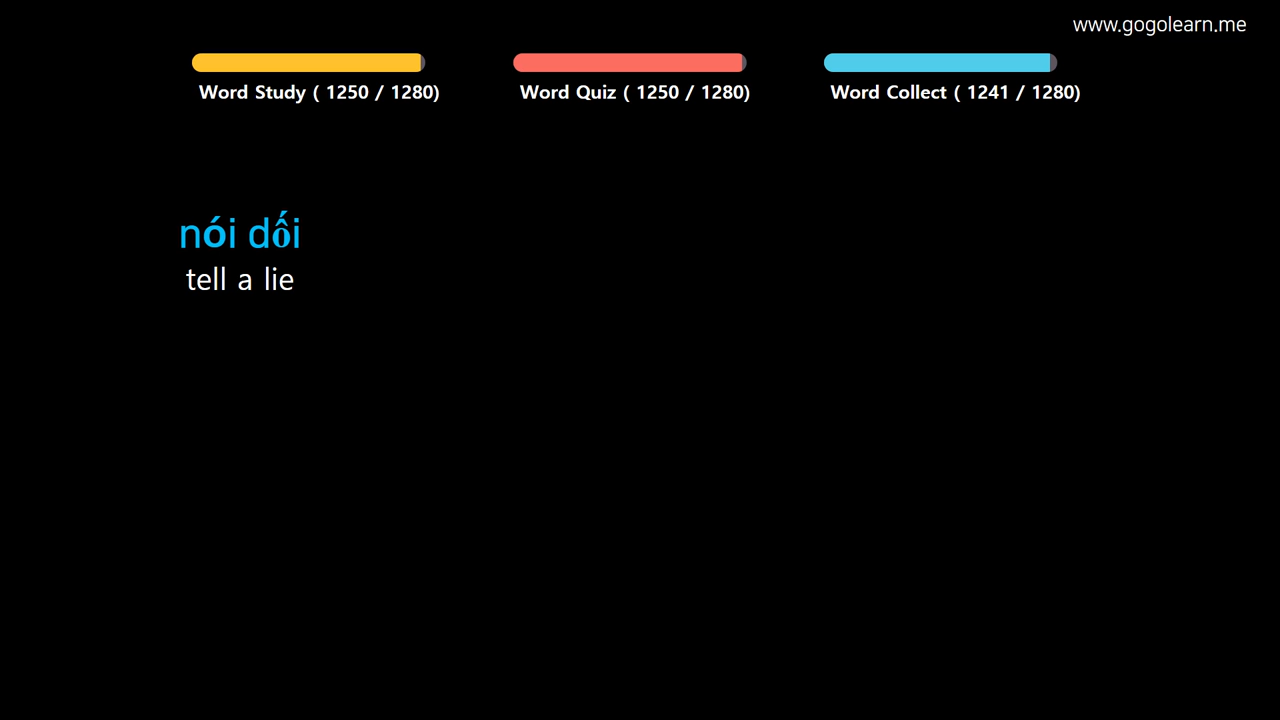 www.gogolearn.me
Word Study ( 1250 / 1280)
Word Quiz ( 1250 / 1280)
Word Collect ( 1241 / 1280)
nói dối
tell a lie